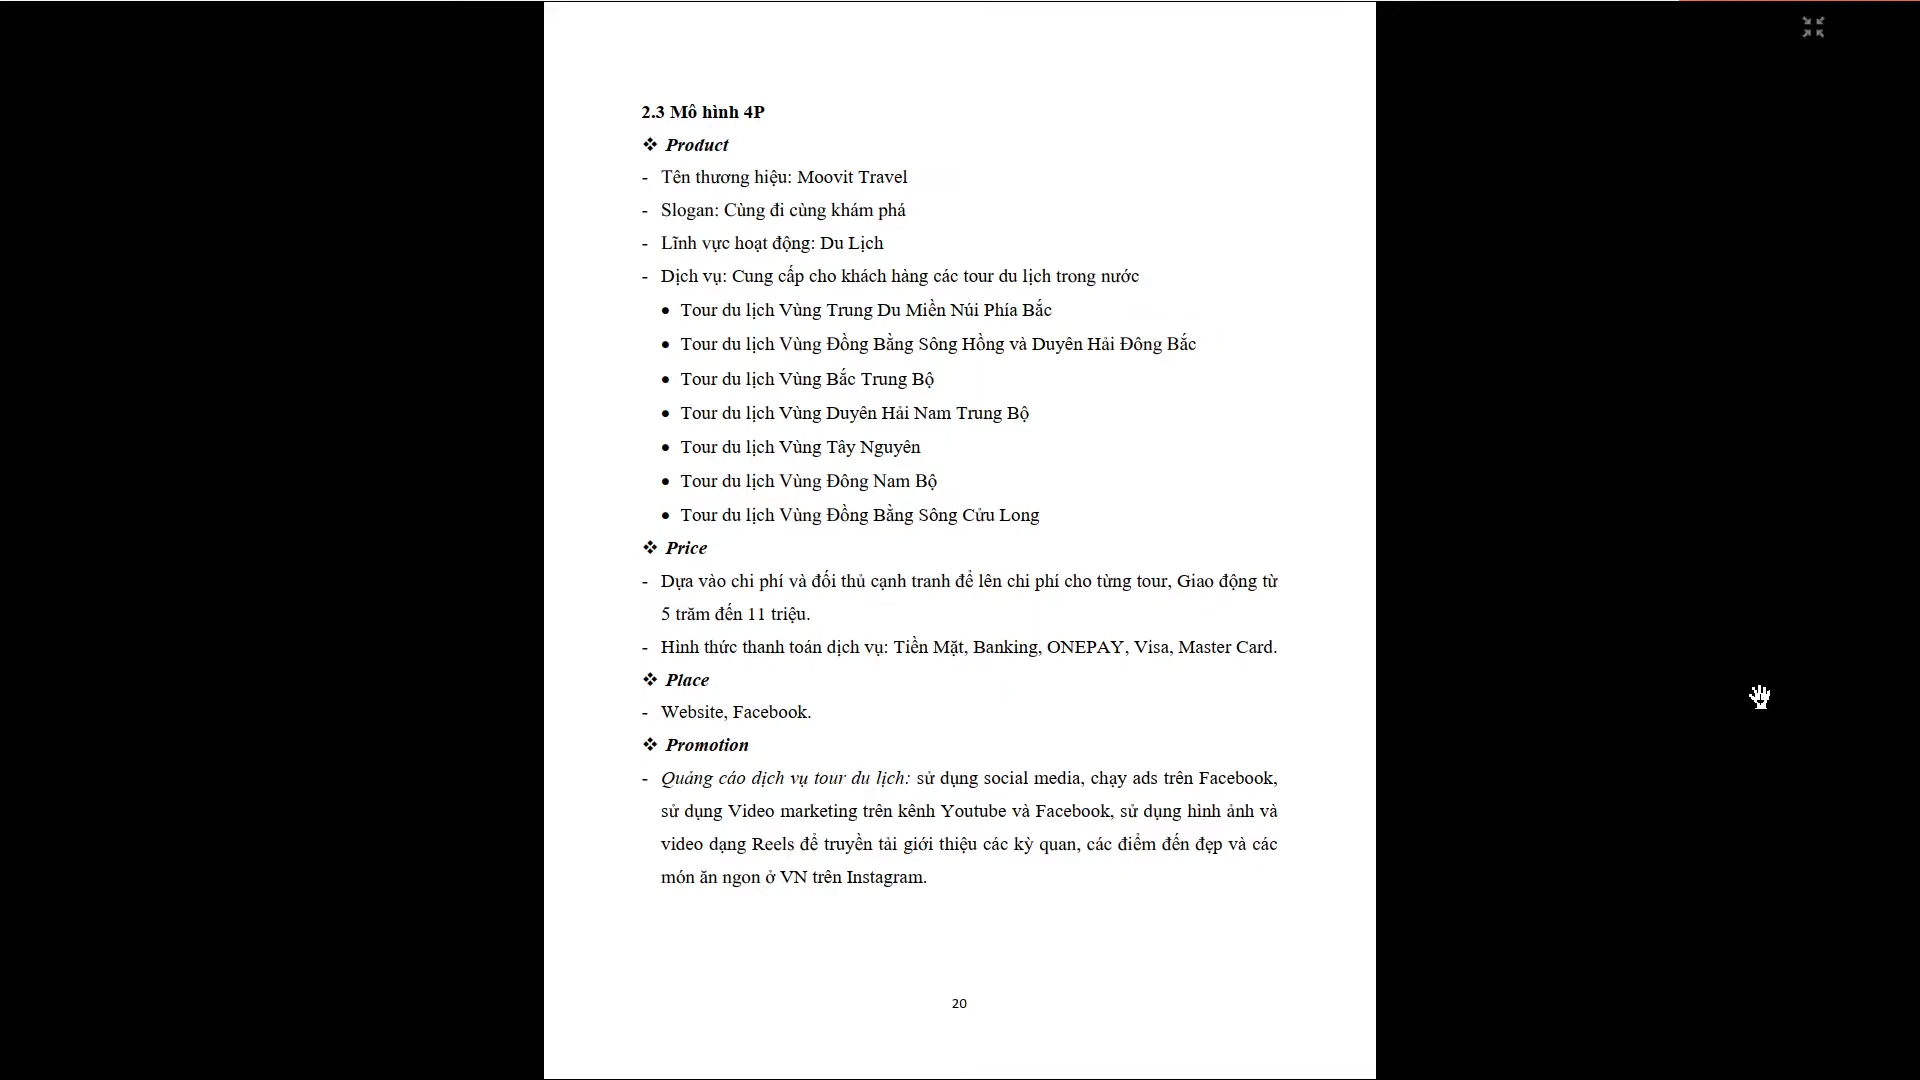 2.3 Mô hình 4P
❖ Product
- Tên thương hiệu: Moovit Travel
- Slogan: Cùng đi cùng khám phá
- Lĩnh vực hoạt động: Du Lịch
- Dịch vụ: Cung cấp cho khách hàng các tour du lịch trong nước
• Tour du lịch Vùng Trung Du Miền Núi Phía Bắc
• Tour du lịch Vùng Đồng Bằng Sông Hồng và Duyên Hải Đông Bắc
• Tour du lịch Vùng Bắc Trung Bộ
• Tour du lịch Vùng Duyên Hải Nam Trung Bộ
• Tour du lịch Vùng Tây Nguyên
• Tour du lịch Vùng Đông Nam Bộ
• Tour du lịch Vùng Đồng Bằng Sông Cửu Long
❖ Price
- Dựa vào chi phí và đối thủ cạnh tranh để lên chi phí cho từng tour, Giao động từ
5 trăm đến 11 triệu.
- Hình thức thanh toán dịch vụ: Tiền Mặt, Banking, ONEPAY, Visa, Master Card.
❖ Place
- Website, Facebook.
❖ Promotion
- Quảng cáo dịch vụ tour du lịch: sử dụng social media, chạy ads trên Facebook,
sử dụng Video marketing trên kênh Youtube và Facebook, sử dụng hình ảnh và
video dạng Reels để truyền tải giới thiệu các kỳ quan, các điểm đến đẹp và các
món ăn ngon ở VN trên Instagram.
20